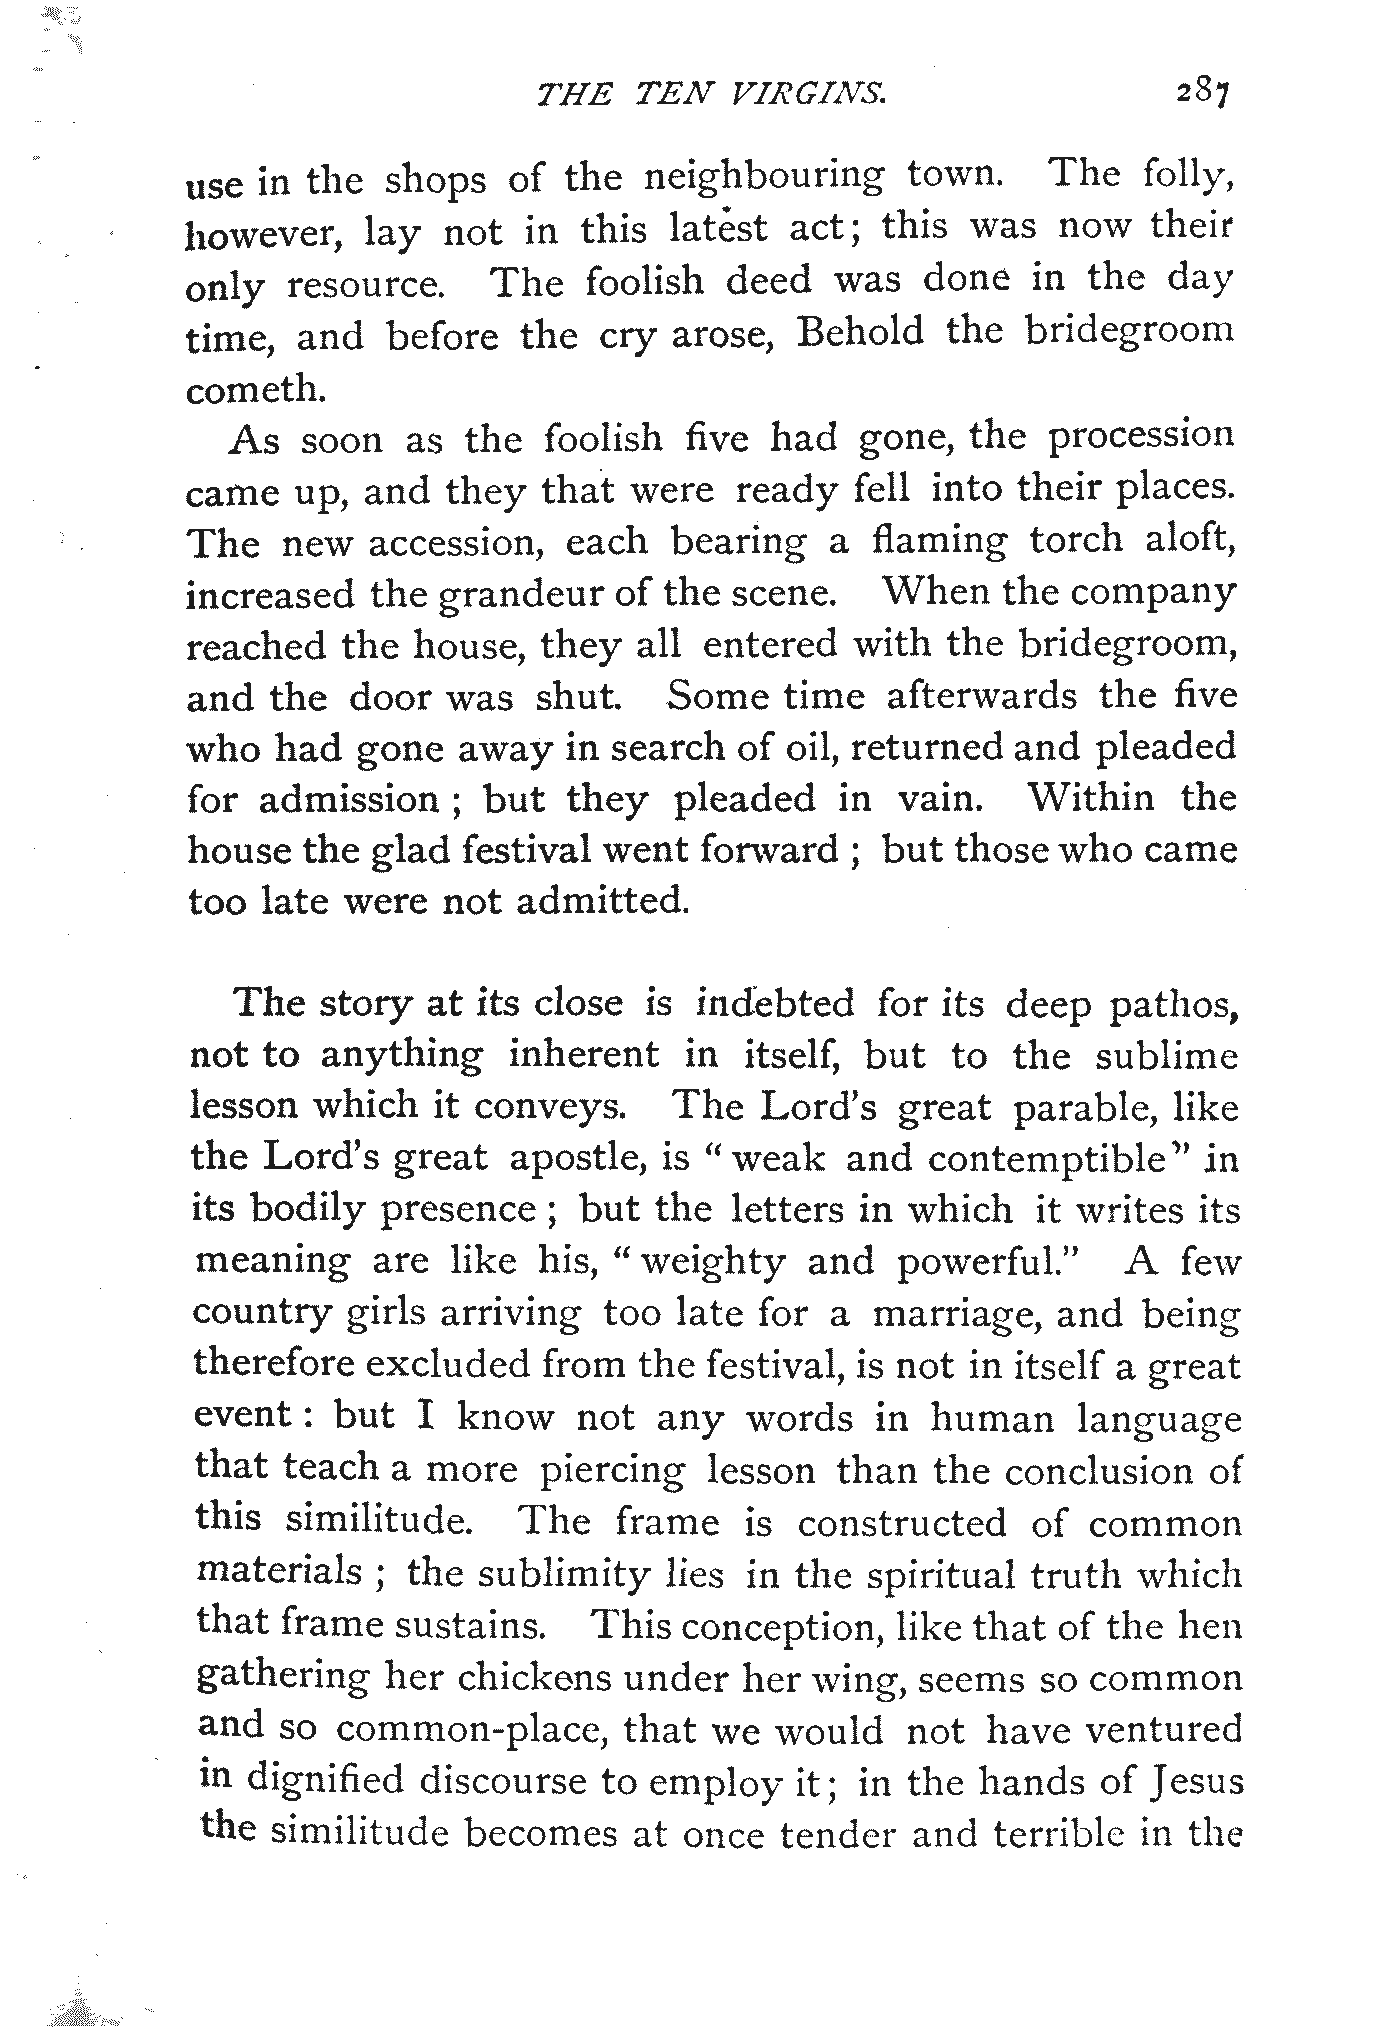 THE TEN VIRGINS. 287
use in the shops of the neighbouring town. The folly,
however, lay not in this latest act; this was now their
only resource. The foolish deed was done in the day
time, and before the cry arose, Behold the bridegroom
cometh.
As soon as the foolish five had gone, the procession
came up, and they that were ready fell into their places.
The new accession, each bearing a flaming torch aloft,
increased the grandeur of the scene. When the company
reached the house, they all entered with the bridegroom,
and the door was shut. Some time afterwards the five
who had gone away in search of oil, returned and pleaded
for admission ; but they pleaded in vain. Within the
house the glad festival went forward ; but those who came
too late were not admitted.
The story at its close is indebted for its deep pathos,
not to anything inherent in itself, but to the sublime
lesson which it conveys. The Lord's great parable, like
the Lord's great apostle, is "weak and contemptible" in
its bodily presence ; but the letters in which it writes its
meaning are like his, "weighty and powerful." A few
country girls arriving too late for a marriage, and being
therefore excluded from the festival, is not in itself a great
event : but I know not any words in human language
that teach a more piercing lesson than the conclusion of
this similitude. The frame is constructed of common
materials ; the sublimity lies in the spiritual truth which
that frame sustains. This conception, like that of the hen
gathering her chickens under her wing, seems so common
and so common-place, that we would not have ventured
in dignified discourse to employ it; in the hands of Jesus
the similitude becomes at once tender and terrible in the